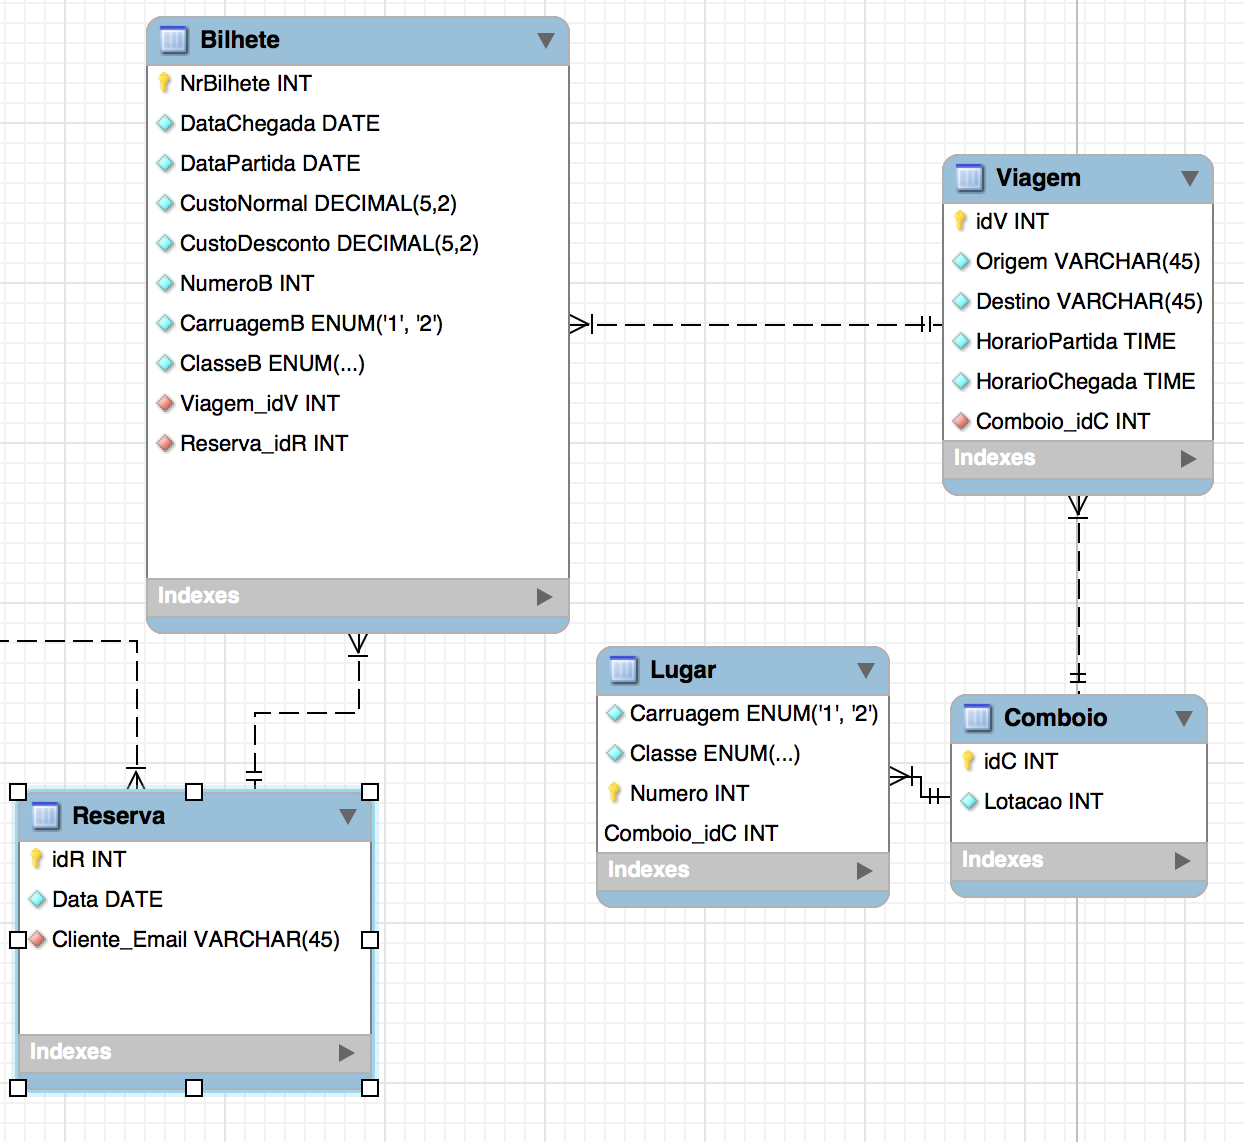 Bilhete
NrBilhete INT
DataChegada DATE
DataPartida DATE
CustoNormal DECIMAL(5,2)
CustoDesconto DECIMAL(5,2)
NumeroB INT
CarruagemB ENUM('1', '2')
ClasseB ENUM(...)
Viagem_idV INT
Reserva_idR INT
Indexes
Viagem
idV INT
Origem VARCHAR(45)
Destino VARCHAR(45)
HorarioPartida TIME
HorarioChegada TIME
Comboio_idC INT
Indexes
Lugar
Carruagem ENUM('1', '2')
Classe ENUM(...)
Numero INT
Comboio_idC INT
Indexes
Comboio
idC INT
Lotacao INT
Indexes
Reserva
idR INT
Data DATE
Cliente_Email VARCHAR(45)
Indexes